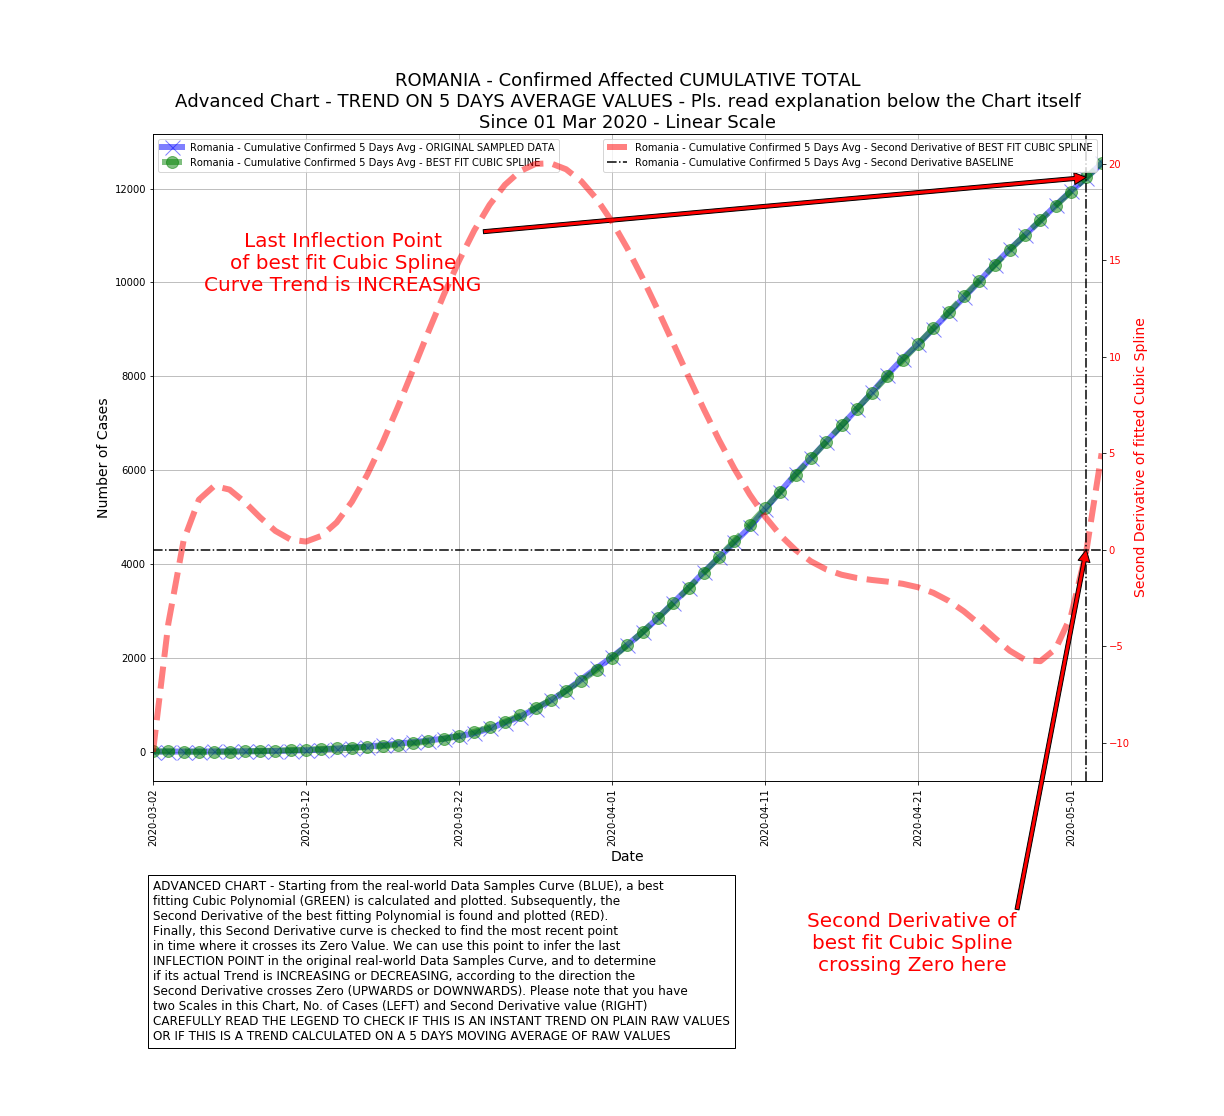 ROMANIA - Confirmed Affected CUMULATIVE TOTAL
Advanced Chart - TREND ON 5 DAYS AVERAGE VALUES - Pls. read explanation below the Chart itself
Since 01 Mar 2020 - Linear Scale
Romania - Cumulative Confirmed 5 Days Avg - ORIGINAL SAMPLED DATA
Romania - Cumulative Confirmed 5 Days Avg - BEST FIT CUBIC SPLINE
Romania - Cumulative Confirmed 5 Days Avg - Second Derivative of BEST FIT CUBIC SPLINE
Romania - Cumulative Confirmed 5 Days Avg - Second Derivative BASELINE
Last Inflection Point
of best fit Cubic Spline
Curve Trend is INCREASING
Number of Cases
12000
10000
8000
6000
4000
2000
0
20
15
10
5
0
−5
−10
Second Derivative of fitted Cubic Spline
2020-03-02
2020-03-12
2020-03-22
2020-04-01
2020-04-11
2020-04-21
2020-05-01
Date
ADVANCED CHART - Starting from the real-world Data Samples Curve (BLUE), a best
fitting Cubic Polynomial (GREEN) is calculated and plotted. Subsequently, the
Second Derivative of the best fitting Polynomial is found and plotted (RED).
Finally, this Second Derivative curve is checked to find the most recent point
in time where it crosses its Zero Value. We can use this point to infer the last
INFLECTION POINT in the original real-world Data Samples Curve, and to determine
if its actual Trend is INCREASING or DECREASING, according to the direction the
Second Derivative crosses Zero (UPWARDS or DOWNWARDS). Please note that you have
two Scales in this Chart, No. of Cases (LEFT) and Second Derivative value (RIGHT)
CAREFULLY READ THE LEGEND TO CHECK IF THIS IS AN INSTANT TREND ON PLAIN RAW VALUES
OR IF THIS IS A TREND CALCULATED ON A 5 DAYS MOVING AVERAGE OF RAW VALUES
Second Derivative of
best fit Cubic Spline
crossing Zero here